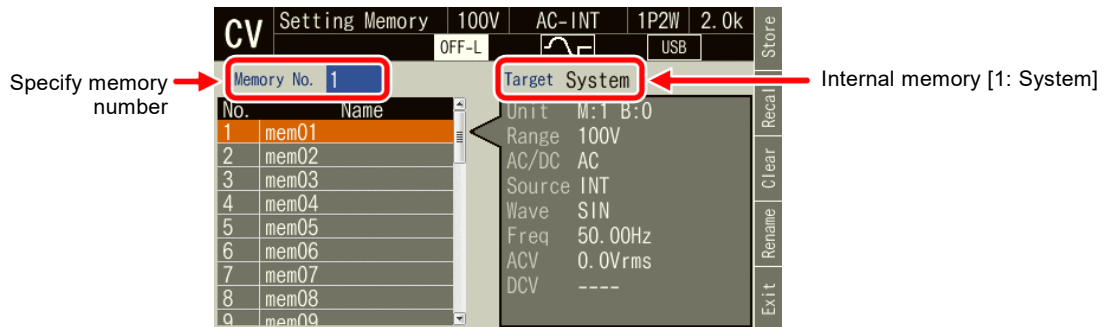 CV
Setting Memory 100V AC-INT 1P2W 2.0k
OFF-L USB
Specify memory
number
Memory No. 1
Target System
Internal memory [1: System]
No. Name
1 mem01
2 mem02
3 mem03
4 mem04
5 mem05
6 mem06
7 mem07
8 mem08
9 mem09
Unit M:1 B:0
Range 100V
AC/DC AC
Source INT
Wave SIN
Freq 50.00Hz
ACV 0.0Vrms
DCV ----
Store
Recal
Clear
Rename
Exit